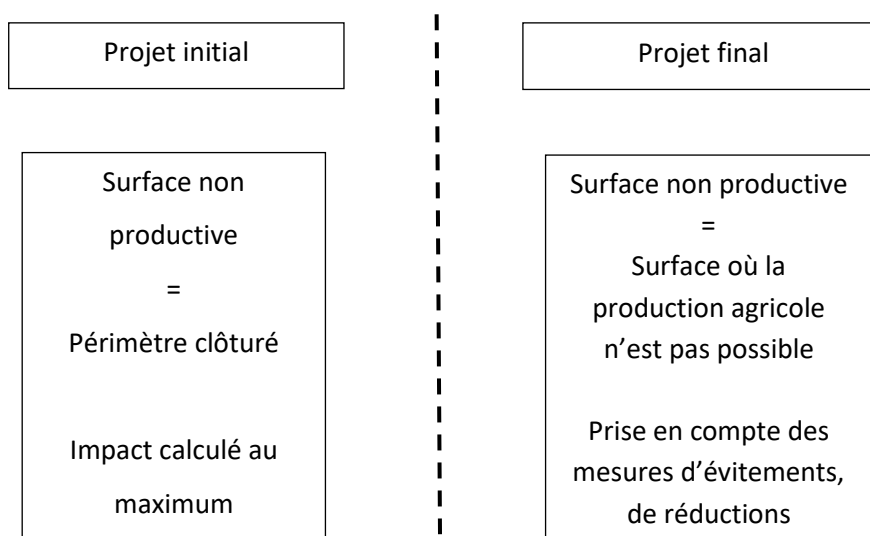 Projet initial
Projet final
Surface non
productive
=
Périmètre clôturé
Impact calculé au
maximum
Surface non productive
=
Surface où la
production agricole
n’est pas possible
Prise en compte des
mesures d’évitements,
de réductions